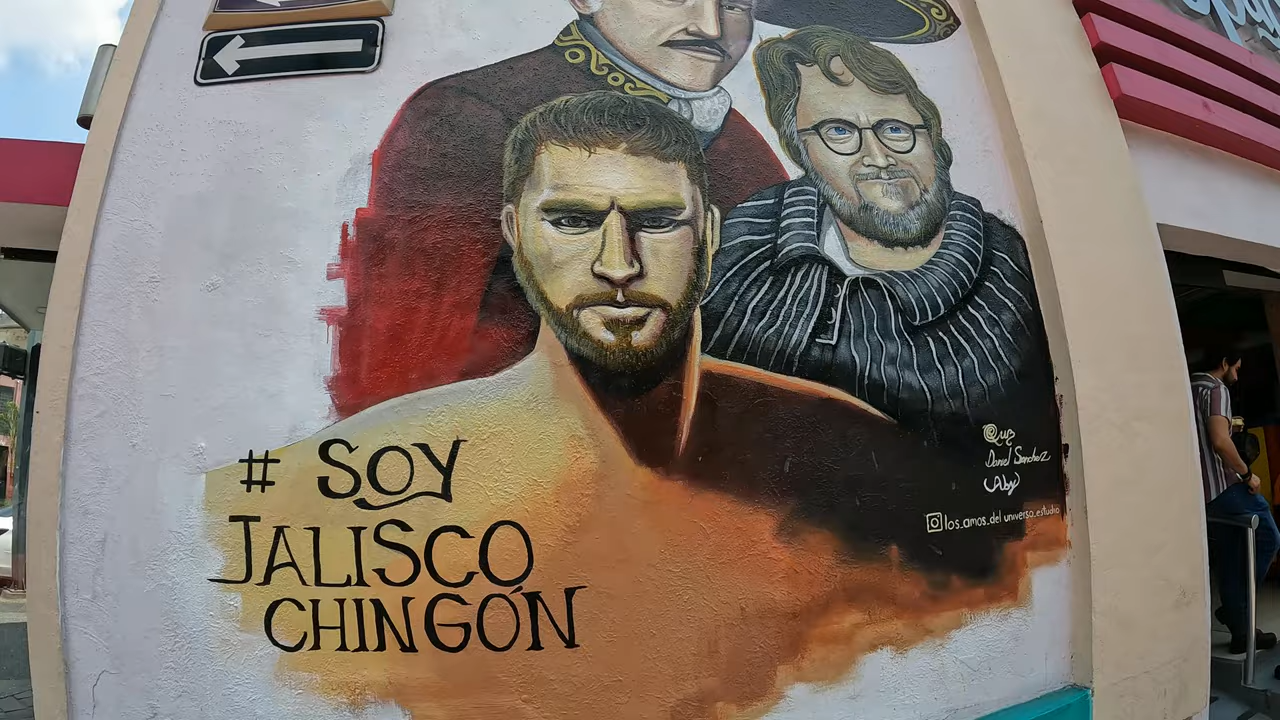 # SOY
JALISCO
CHINGÓN
Daniel Sanchez
los.amos.del universo.estudio